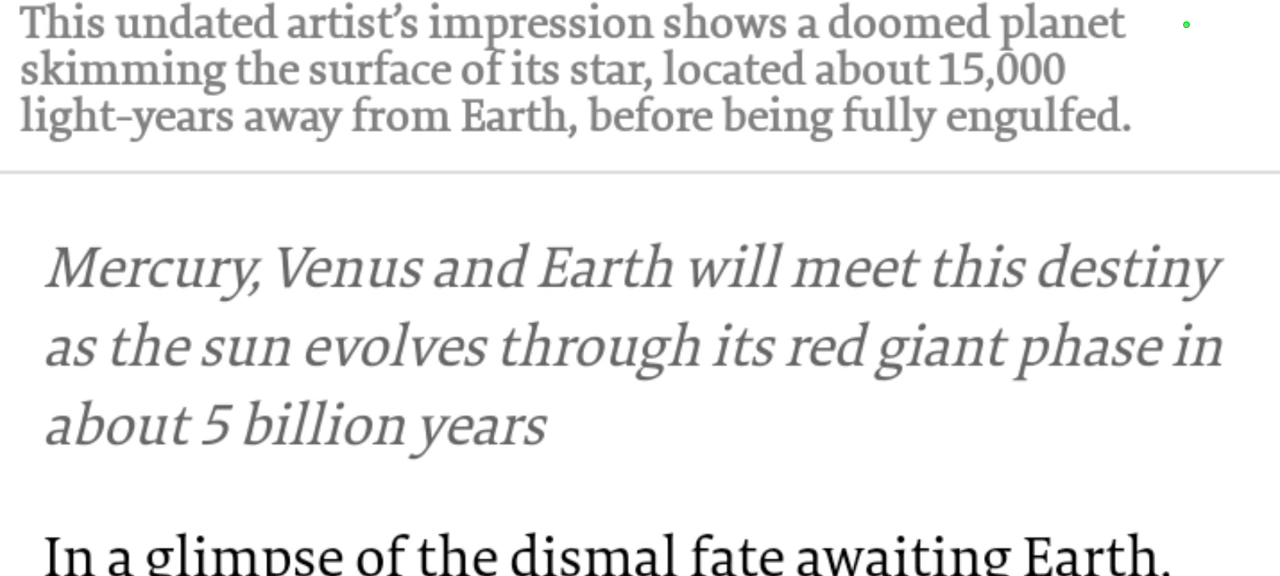 This undated artist’s impression shows a doomed planet
skimming the surface of its star, located about 15,000
light-years away from Earth, before being fully engulfed.
Mercury, Venus and Earth will meet this destiny
as the sun evolves through its red giant phase in
about 5 billion years
In a glimpse of the dismal fate awaiting Earth,